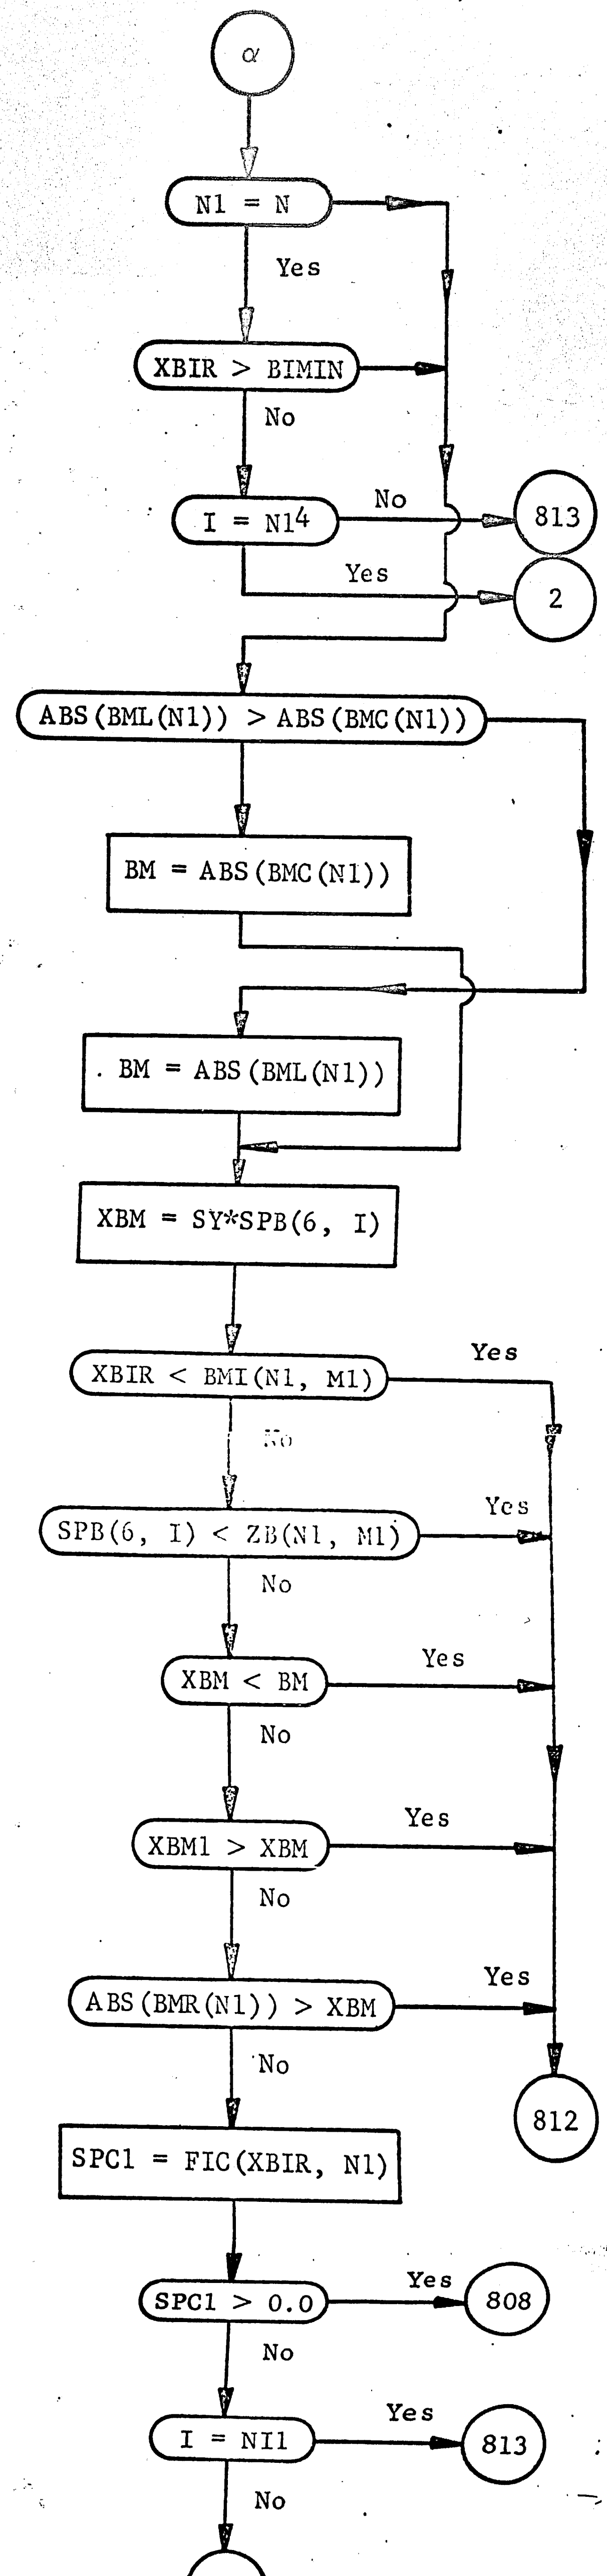 α
N1 = N
Yes
XBIR > BIMIN
No
I = N14
No
813
Yes
2
ABS(BML(N1)) > ABS(BMC(N1))
BM = ABS(BMC(N1))
BM = ABS(BML(N1))
XBM = SY*SPB(6, I)
XBIR < BMI(N1, M1)
Yes
No
SPB(6, I) < ZB(N1, M1)
Yes
No
XBM < BM
Yes
No
XBM1 > XBM
Yes
No
ABS(BMR(N1)) > XBM
Yes
No
812
SPC1 = FIC(XBIR, N1)
SPC1 > 0.0
Yes
808
No
I = NI1
Yes
813
No